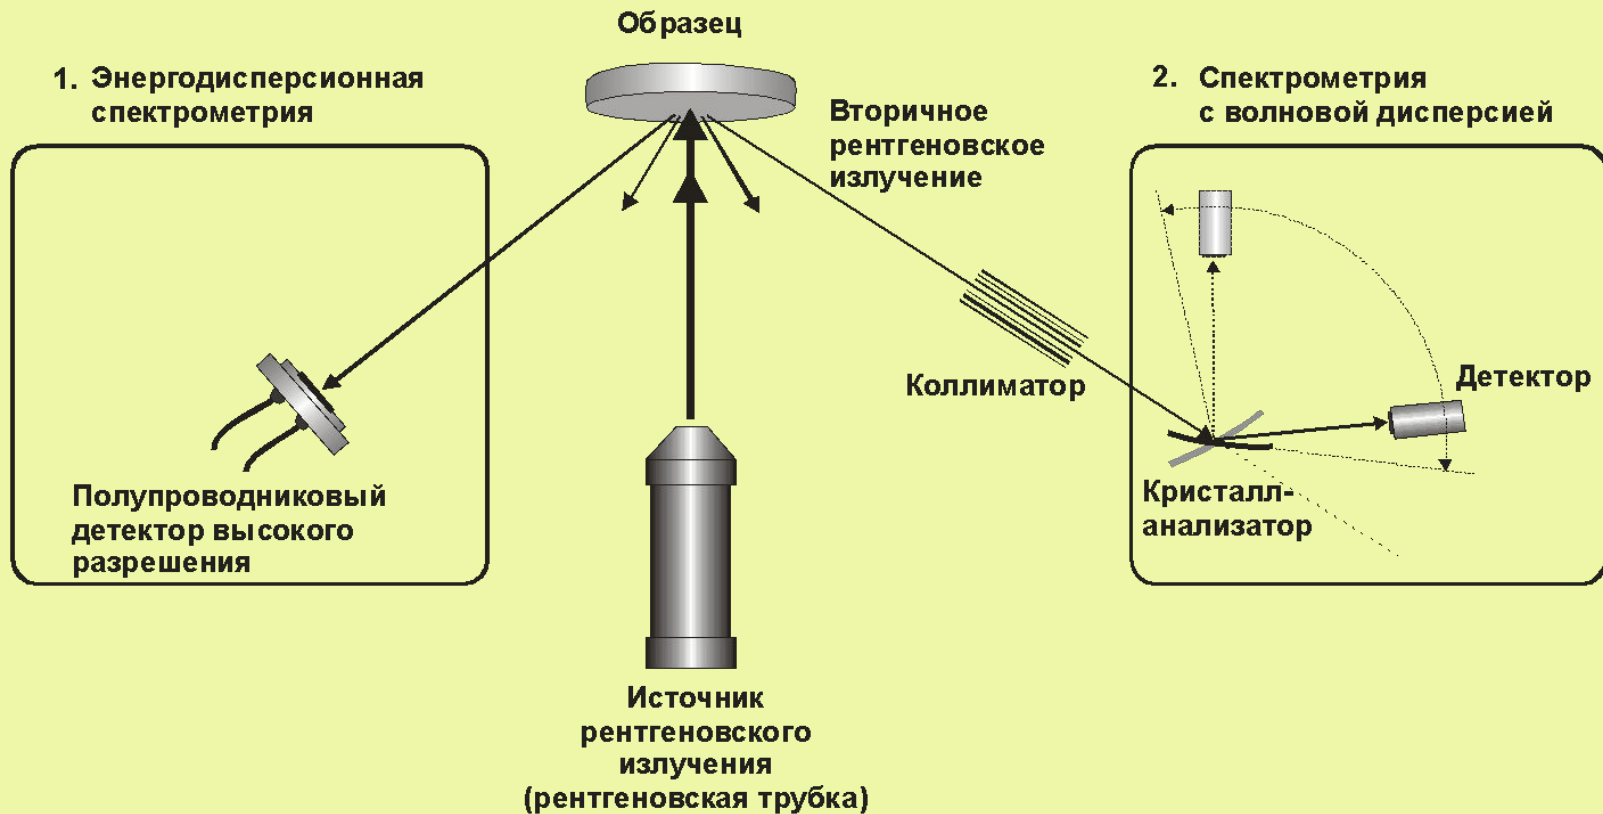 Образец
1. Энергодисперсионная
спектрометрия
2. Спектрометрия
с волновой дисперсией
Вторичное
рентгеновское
излучение
Коллиматор
Детектор
Кристалл-
анализатор
Полупроводниковый
детектор высокого
разрешения
Источник
рентгеновского
излучения
(рентгеновская трубка)